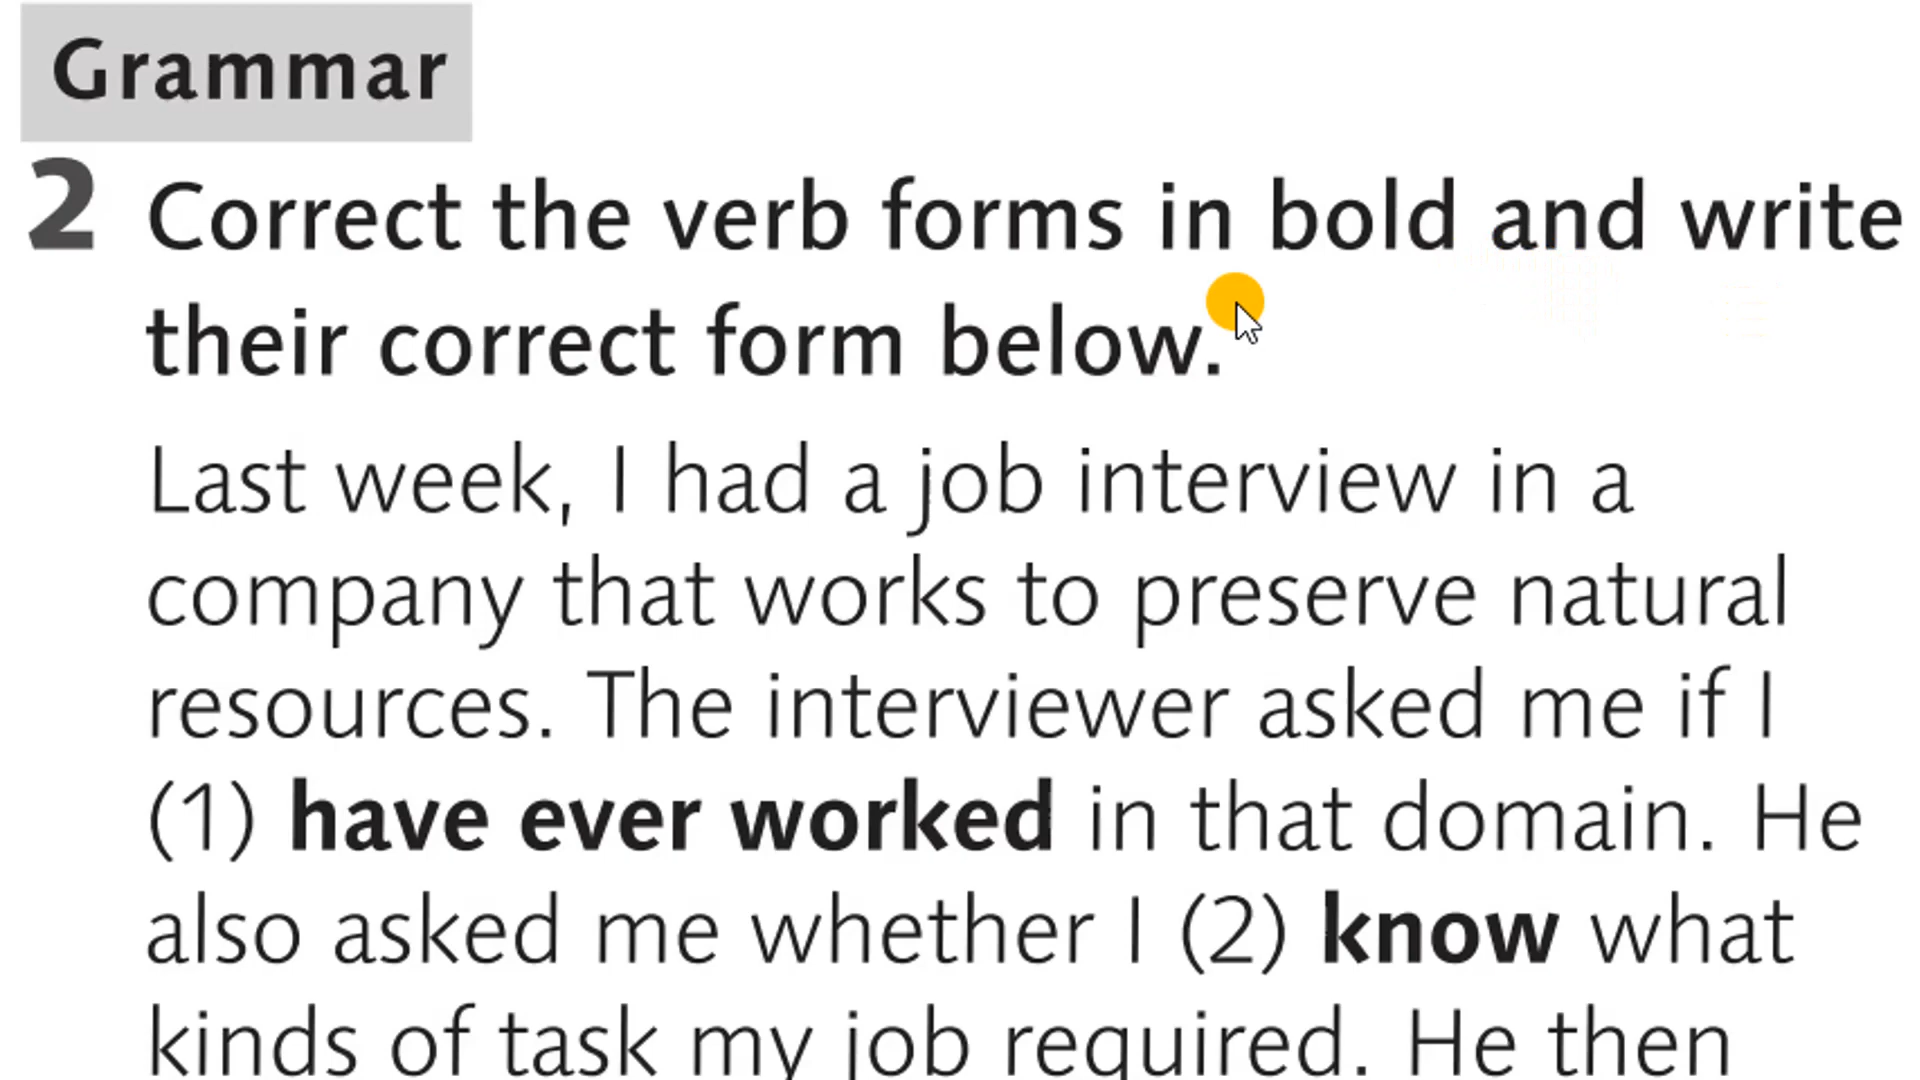 Grammar
2 Correct the verb forms in bold and write
their correct form below.
Last week, I had a job interview in a
company that works to preserve natural
resources. The interviewer asked me if I
(1) have ever worked in that domain. He
also asked me whether I (2) know what
kinds of task my job required. He then